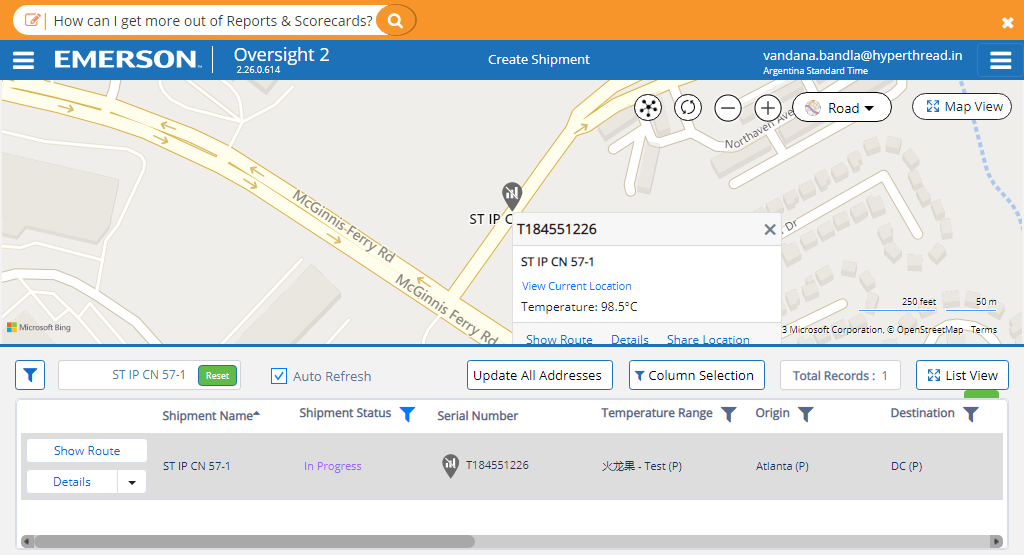 How can I get more out of Reports & Scorecards?
EMERSON
Oversight 2
2.26.0.614
Create Shipment
vandana.bandla@hyperthread.in
Argentina Standard Time
Road
Map View
Northaven Ave
McGinnis Ferry Rd
ST IP C
T184551226
Dr
ST IP CN 57-1
View Current Location
Temperature: 98.5°C
McGinnis Ferry Rd
250 feet
50 m
Microsoft Bing
3 Microsoft Corporation, © OpenStreetMap
Terms
Show Route
Details
Share Location
ST IP CN 57-1
Reset
Auto Refresh
Update All Addresses
Column Selection
Total Records : 1
List View
Shipment Name
Shipment Status
Serial Number
Temperature Range
Origin
Destination
Show Route
Details
ST IP CN 57-1
In Progress
T184551226
火龙果 - Test (P)
Atlanta (P)
DC (P)